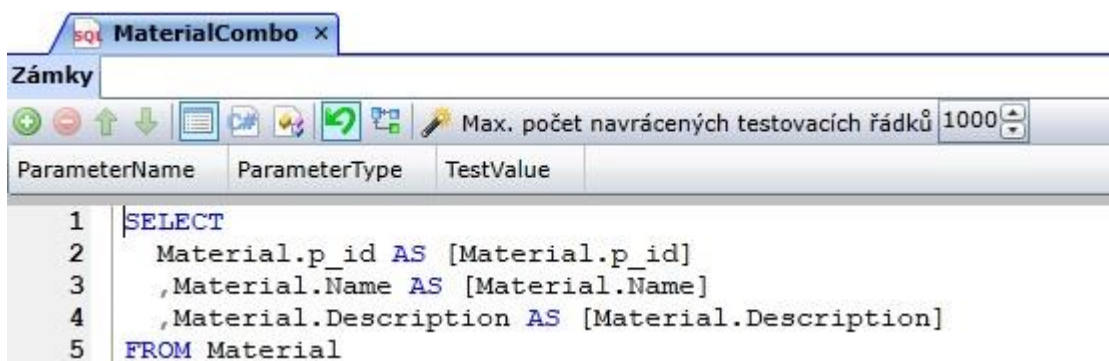 SQL MaterialCombo ×
Zámky
C# Max. počet navrácených testovacích řádků 1000
ParameterName ParameterType TestValue
1 SELECT
2 Material.p_id AS [Material.p_id]
3 ,Material.Name AS [Material.Name]
4 ,Material.Description AS [Material.Description]
5 FROM Material